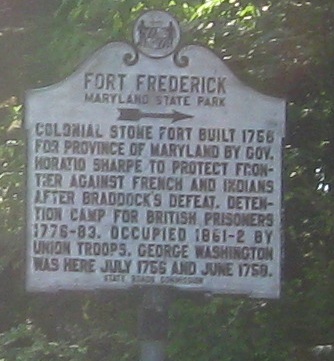 FORT FREDERICK
MARYLAND STATE PARK
COLONIAL STONE FORT BUILT 1756
FOR PROVINCE OF MARYLAND BY GOV.
HORATIO SHARPE TO PROTECT FRON-
TIER AGAINST FRENCH AND INDIANS
AFTER BRADDOCK'S DEFEAT. DETEN-
TION CAMP FOR BRITISH PRISONERS
1776-83. OCCUPIED 1861-2 BY
UNION TROOPS. GEORGE WASHINGTON
WAS HERE JULY 1756 AND JUNE 1758.
STATE ROADS COMMISSION